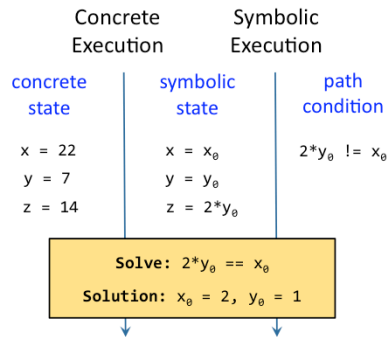 Concrete Execution
Symbolic Execution
concrete state
symbolic state
path condition
x = 22
x = x₀
2*y₀ != x₀
y = 7
y = y₀
z = 14
z = 2*y₀
Solve: 2*y₀ == x₀
Solution: x₀ = 2, y₀ = 1